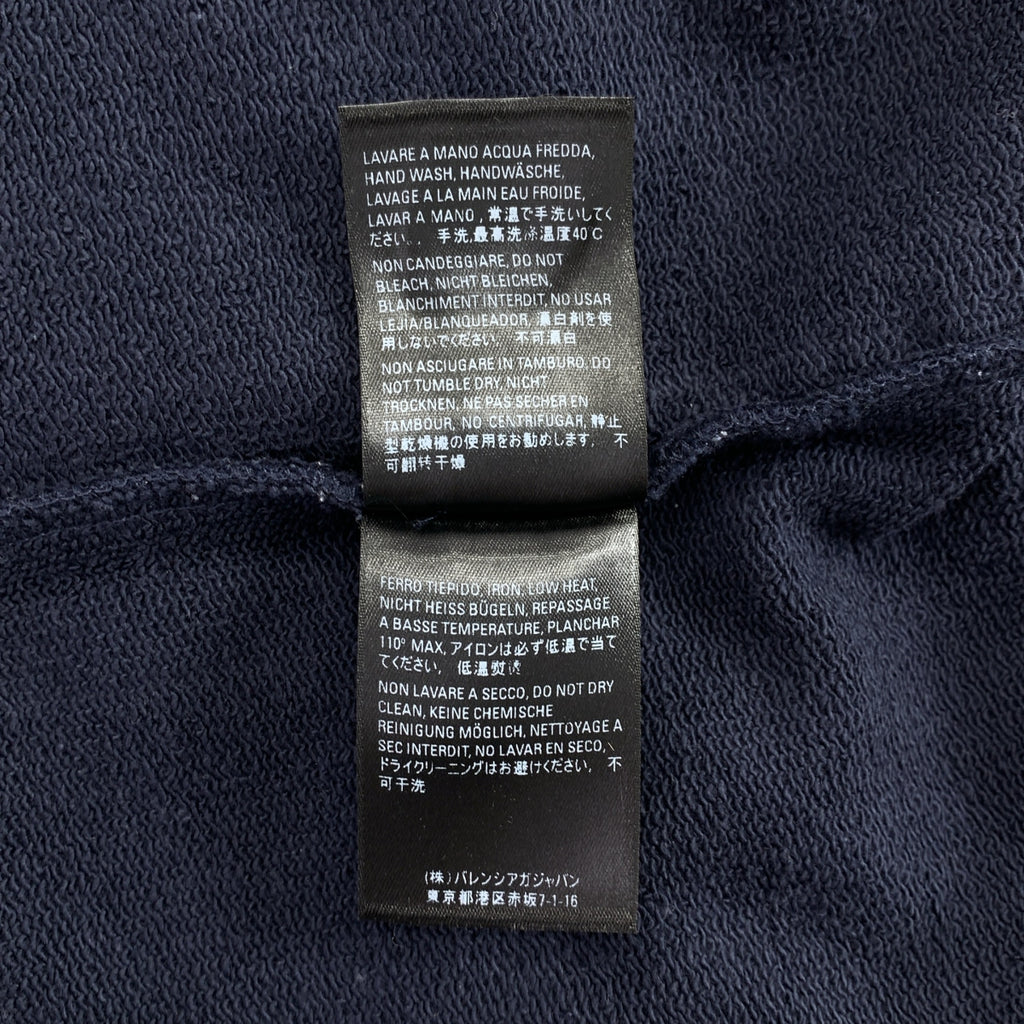 LAVARE A MANO ACQUA FREDDA,
HAND WASH, HANDWÄSCHE,
LAVAGE A LA MAIN EAU FROIDE,
LAVAR A MANO, 常温で手洗いしてく
ださい. 手洗,最高洗涤温度40℃
NON CANDEGGIARE, DO NOT
BLEACH, NICHT BLEICHEN,
BLANCHIMENT INTERDIT, NO USAR
LEJIA/BLANQUEADOR, 漂白剤を使
用しないでください. 不可漂白
NON ASCIUGARE IN TAMBURO, DO
NOT TUMBLE DRY, NICHT
TROCKNEN, NE PAS SECHER EN
TAMBOUR, NO CENTRIFUGAR, 静止
型乾燥機の使用をお勧めします. 不
可翻转干燥
FERRO TIEPIDO, IRON, LOW HEAT,
NICHT HEISS BÜGELN, REPASSAGE
A BASSE TEMPERATURE, PLANCHAR
110° MAX, アイロンは必ず低温で当て
てください. 低温熨烫
NON LAVARE A SECCO, DO NOT DRY
CLEAN, KEINE CHEMISCHE
REINIGUNG MÖGLICH, NETTOYAGE A
SEC INTERDIT, NO LAVAR EN SECO,
ドライクリーニングはお避けください. 不
可干洗
(株)バレンシアガジャパン
東京都港区赤坂7-1-16